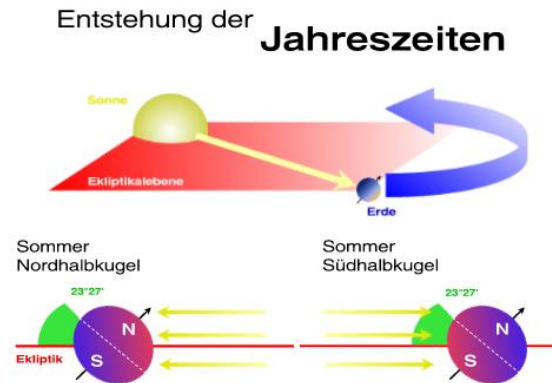 Entstehung der
Jahreszeiten
Sonne
Ekliptikalebene
Erde
Sommer
Nordhalbkugel
23°27'
N
S
Ekliptik
Sommer
Südhalbkugel
23°27'
N
S